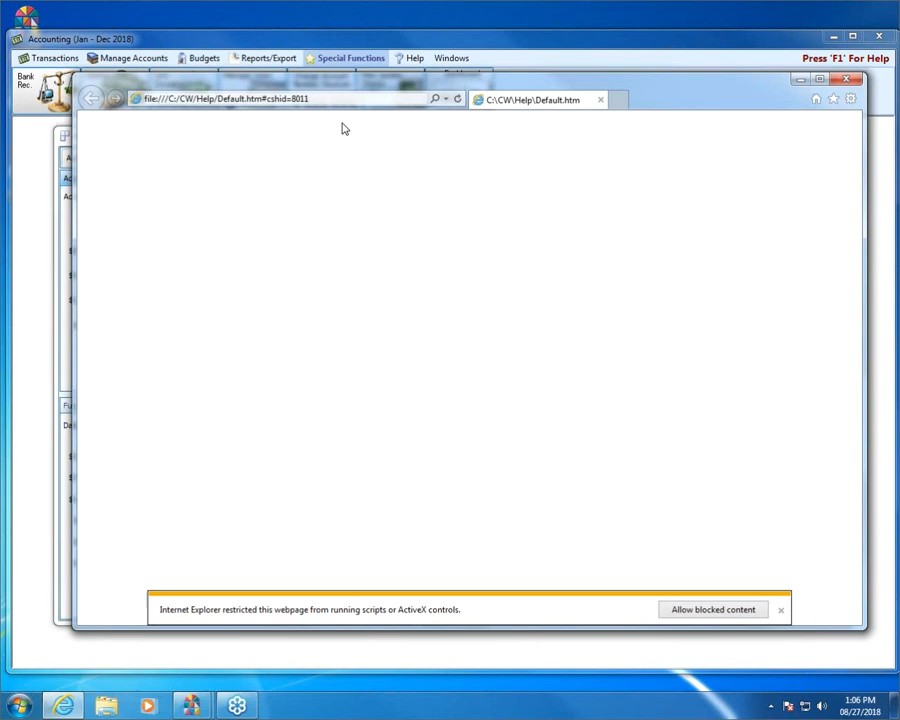 Accounting (Jan - Dec 2018)
Transactions Manage Accounts Budgets Reports/Export Special Functions Help Windows Press 'F1' For Help
Bank
Rec.
file:///C:/CW/Help/Default.htm#cshid=8011
C:\CW\Help\Default.htm
Internet Explorer restricted this webpage from running scripts or ActiveX controls.
Allow blocked content
1:06 PM
08/27/2018